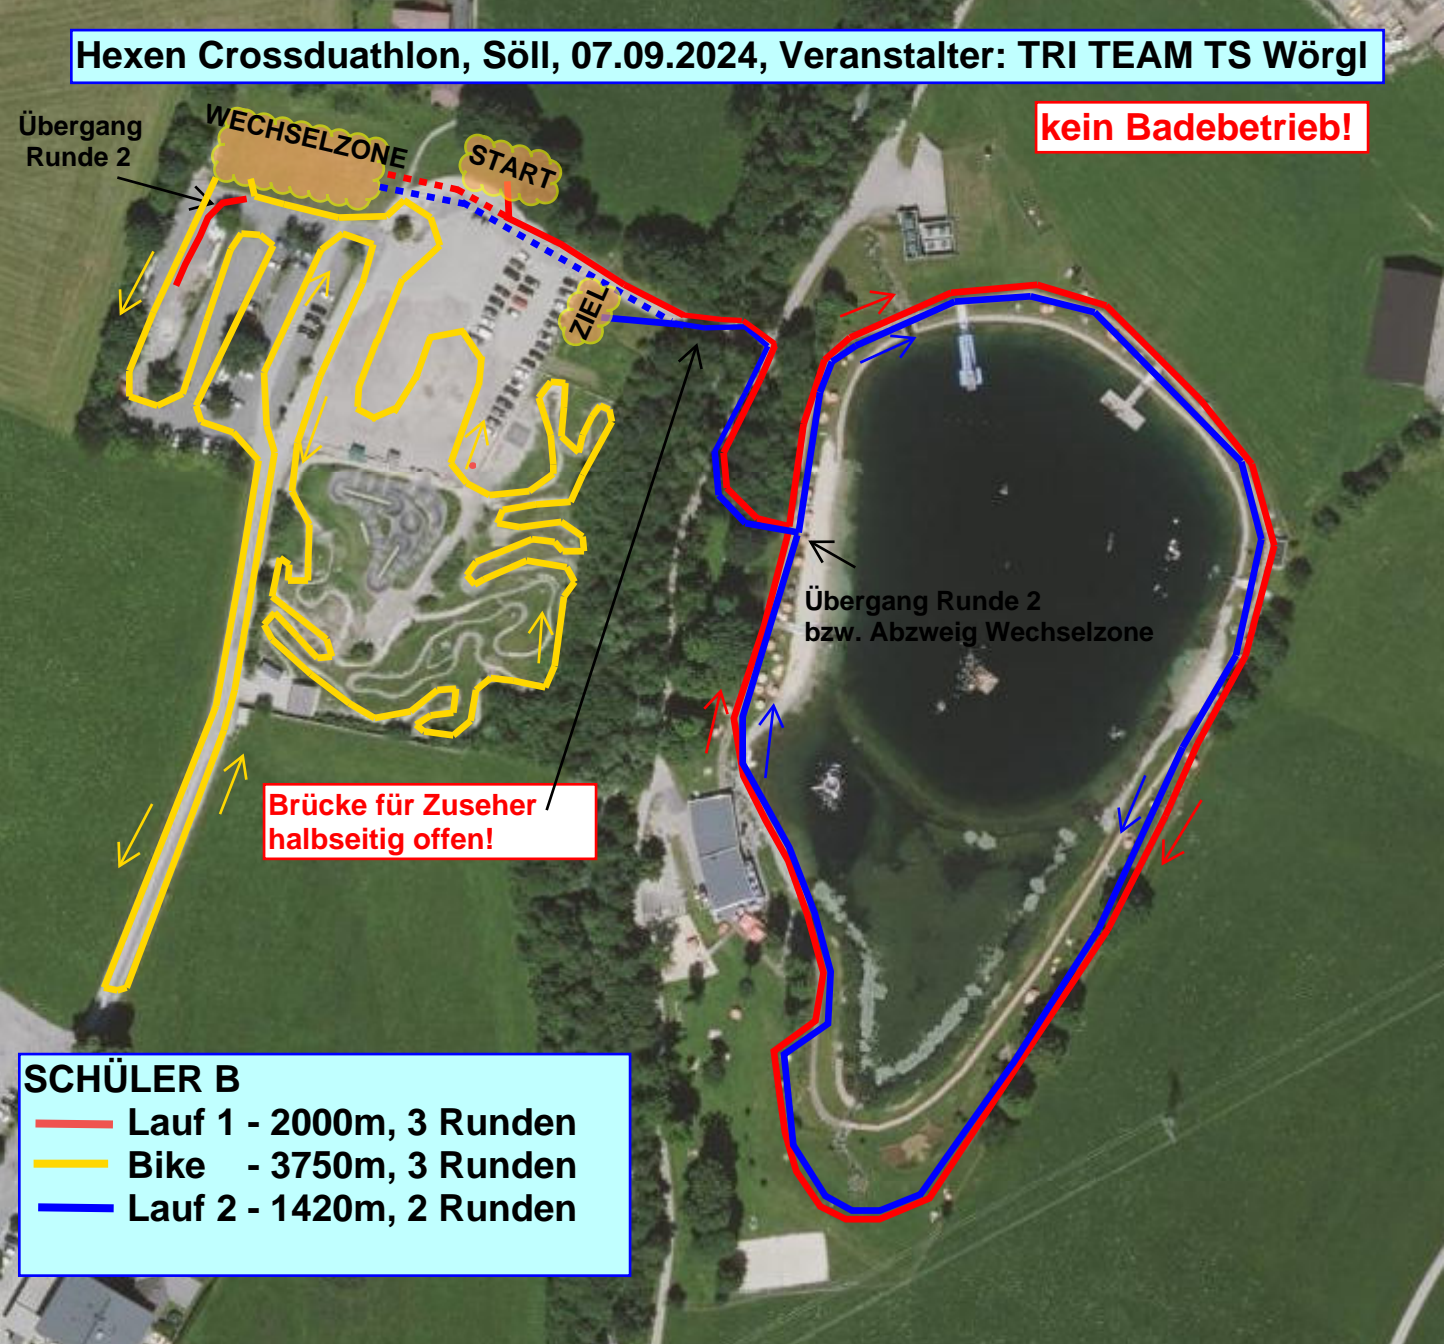 Hexen Crossduathlon, Söll, 07.09.2024, Veranstalter: TRI TEAM TS Wörgl
kein Badebetrieb!
Übergang
Runde 2
WECHSELZONE
START
ZIEL
Übergang Runde 2
bzw. Abzweig Wechselzone
Brücke für Zuseher
halbseitig offen!
SCHÜLER B
Lauf 1 - 2000m, 3 Runden
Bike - 3750m, 3 Runden
Lauf 2 - 1420m, 2 Runden